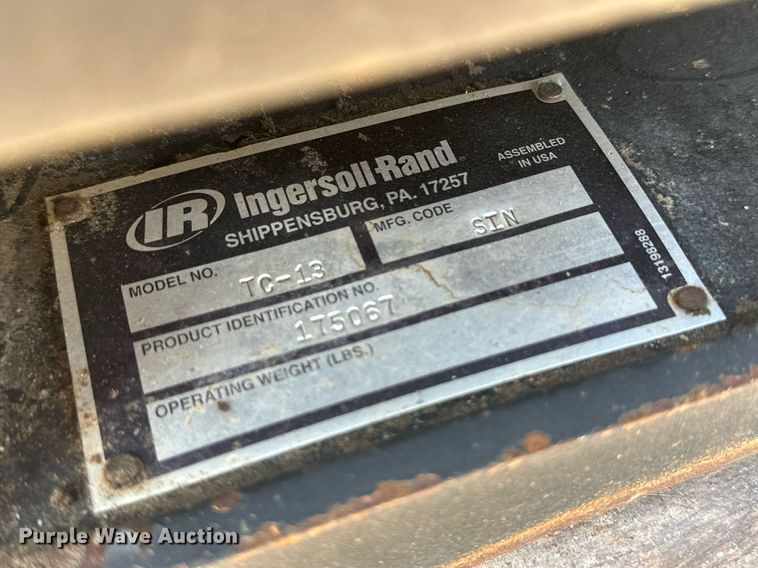 IR Ingersoll-Rand®
SHIPPENSBURG, PA. 17257
ASSEMBLED
IN USA
MODEL NO. TC-13
MFG. CODE STN
PRODUCT IDENTIFICATION NO.
175067
OPERATING WEIGHT (LBS.)
13198288
Purple Wave Auction